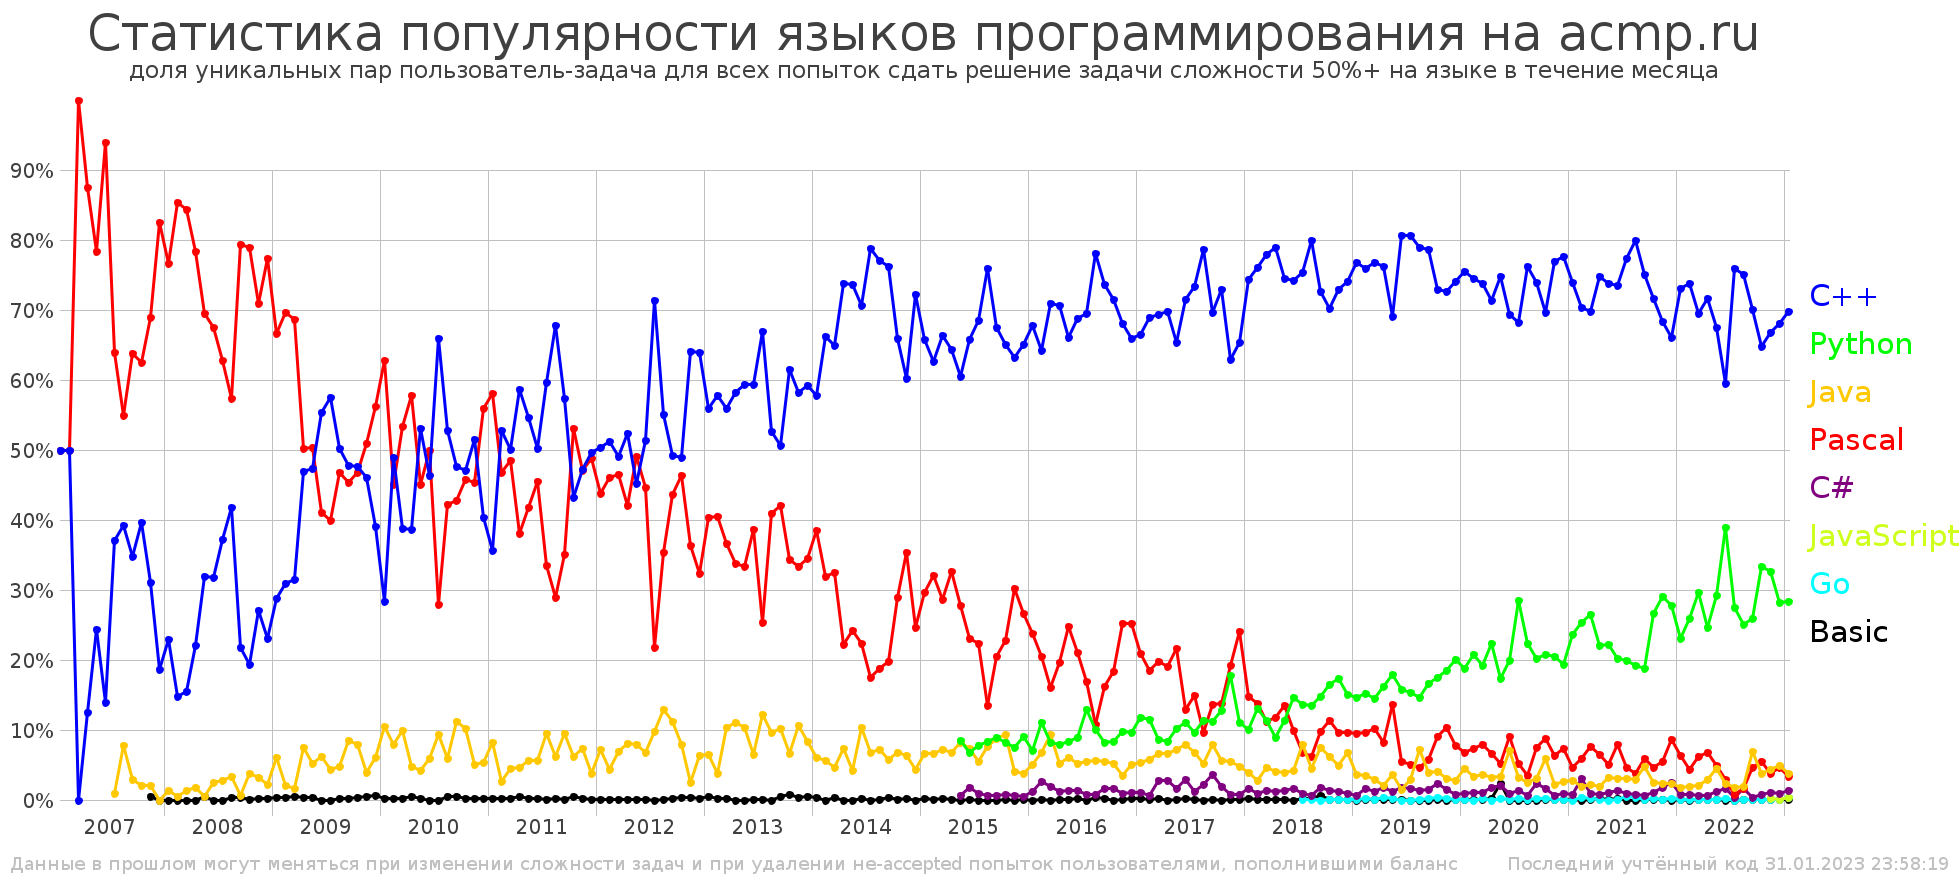 Статистика популярности языков программирования на acmp.ru
доля уникальных пар пользователь-задача для всех попыток сдать решение задачи сложности 50%+ на языке в течение месяца
90%
80%
70%
60%
50%
40%
30%
20%
10%
0%
C++
Python
Java
Pascal
C#
JavaScript
Go
Basic
2007 2008 2009 2010 2011 2012 2013 2014 2015 2016 2017 2018 2019 2020 2021 2022
Данные в прошлом могут меняться при изменении сложности задач и при удалении не-accepted попыток пользователями, пополнившими баланс
Последний учтённый код 31.01.2023 23:58:19